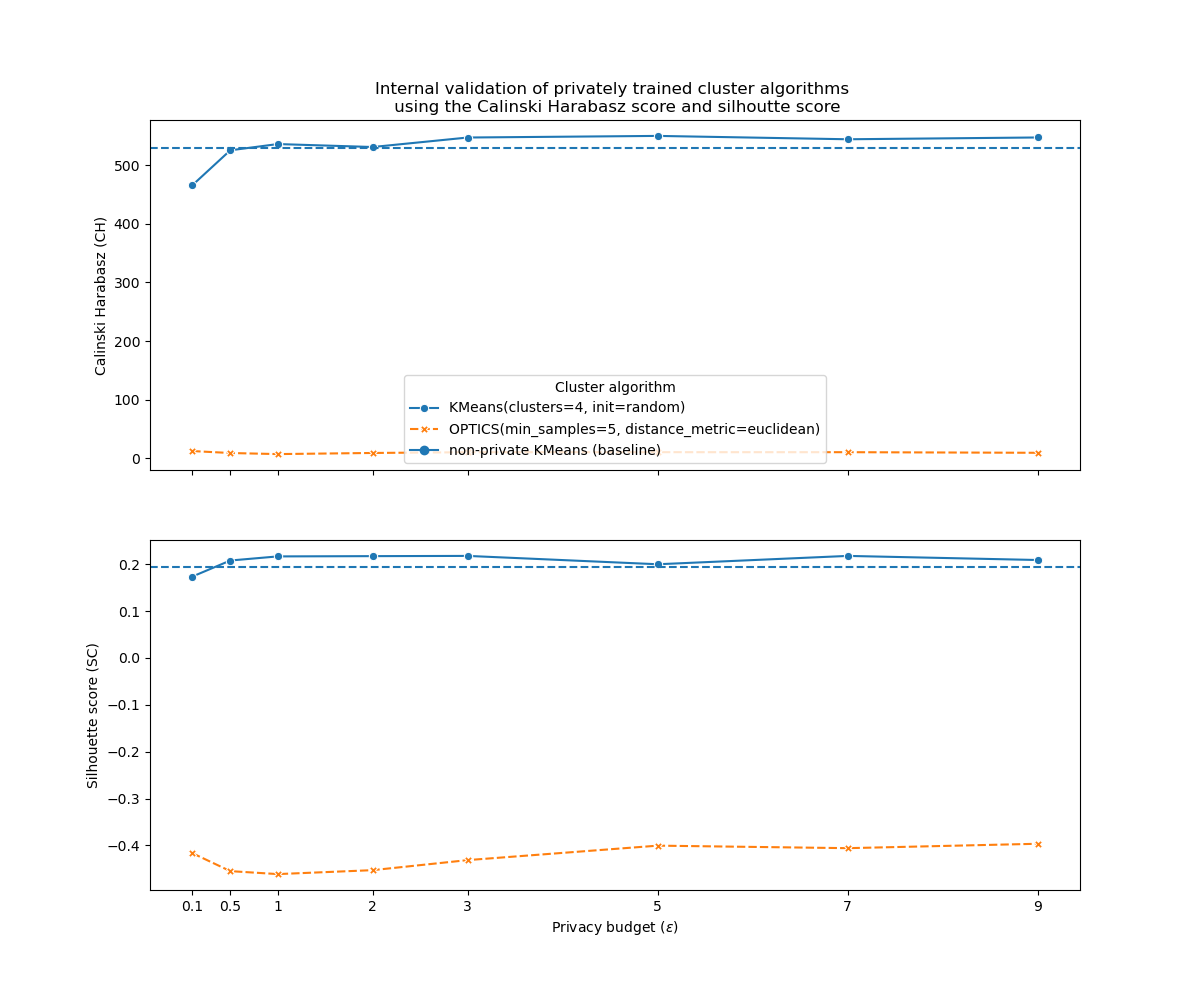 Internal validation of privately trained cluster algorithms
using the Calinski Harabasz score and silhoutte score
Calinski Harabasz (CH)
500
400
300
200
100
0
Cluster algorithm
KMeans(clusters=4, init=random)
OPTICS(min_samples=5, distance_metric=euclidean)
non-private KMeans (baseline)
Silhouette score (SC)
0.2
0.1
0.0
−0.1
−0.2
−0.3
−0.4
0.1 0.5 1 2 3 5 7 9
Privacy budget (ε)